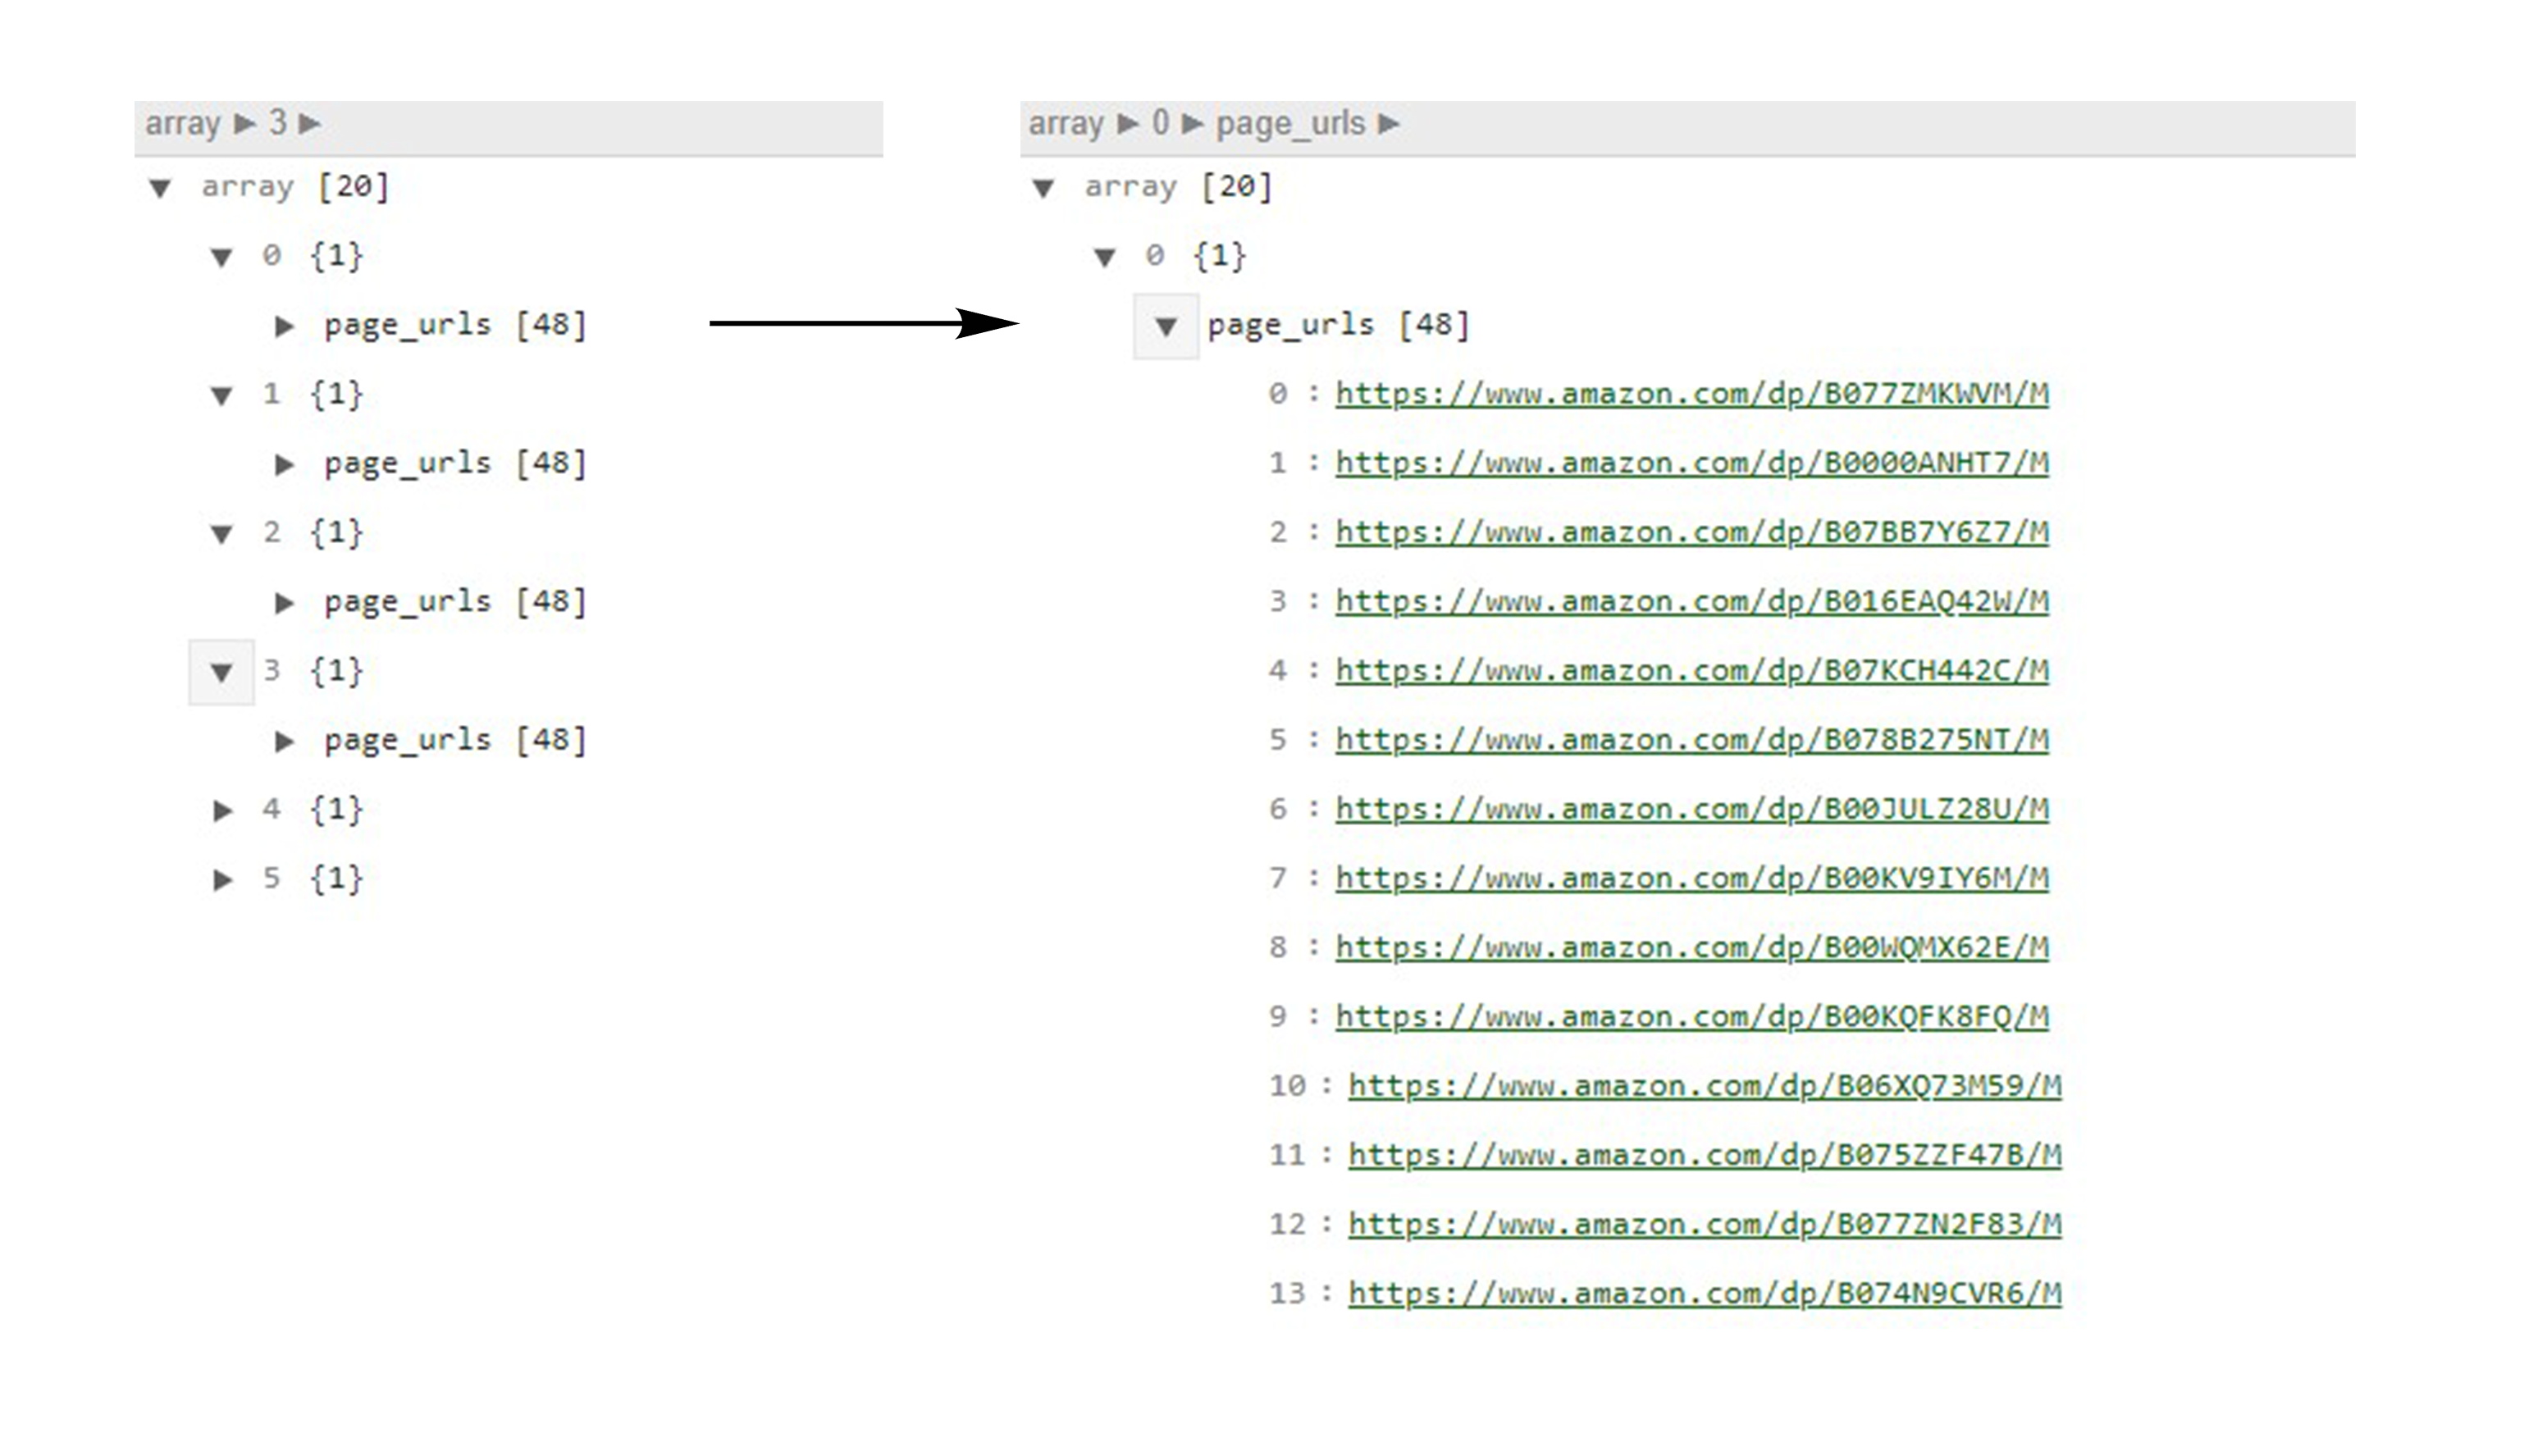 array ▶ 3 ▶
▼ array [20]
▼ 0 {1}
▶ page_urls [48]
▼ 1 {1}
▶ page_urls [48]
▼ 2 {1}
▶ page_urls [48]
▼ 3 {1}
▶ page_urls [48]
▶ 4 {1}
▶ 5 {1}
array ▶ 0 ▶ page_urls ▶
▼ array [20]
▼ 0 {1}
▼ page_urls [48]
0 : https://www.amazon.com/dp/B077ZMKWVM/M
1 : https://www.amazon.com/dp/B0000ANHT7/M
2 : https://www.amazon.com/dp/B07BB7Y6Z7/M
3 : https://www.amazon.com/dp/B016EAQ42W/M
4 : https://www.amazon.com/dp/B07KCH442C/M
5 : https://www.amazon.com/dp/B078B275NT/M
6 : https://www.amazon.com/dp/B00JULZ28U/M
7 : https://www.amazon.com/dp/B00KV9IY6M/M
8 : https://www.amazon.com/dp/B00WQMX62E/M
9 : https://www.amazon.com/dp/B00KQFK8FQ/M
10 : https://www.amazon.com/dp/B06XQ73M59/M
11 : https://www.amazon.com/dp/B075ZZF47B/M
12 : https://www.amazon.com/dp/B077ZN2F83/M
13 : https://www.amazon.com/dp/B074N9CVR6/M